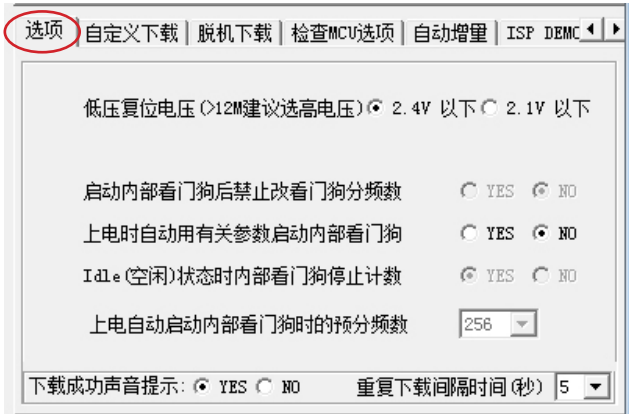 选项 自定义下载 脱机下载 检查MCU选项 自动增量 ISP DEMO
低压复位电压(>12M建议选高电压) 2.4V 以下 2.1V 以下
启动内部看门狗后禁止改看门狗分频数 YES NO
上电时自动用有关参数启动内部看门狗 YES NO
Idle(空闲)状态时内部看门狗停止计数 YES NO
上电自动启动内部看门狗时的预分频数 256
下载成功声音提示: YES NO 重复下载间隔时间(秒) 5